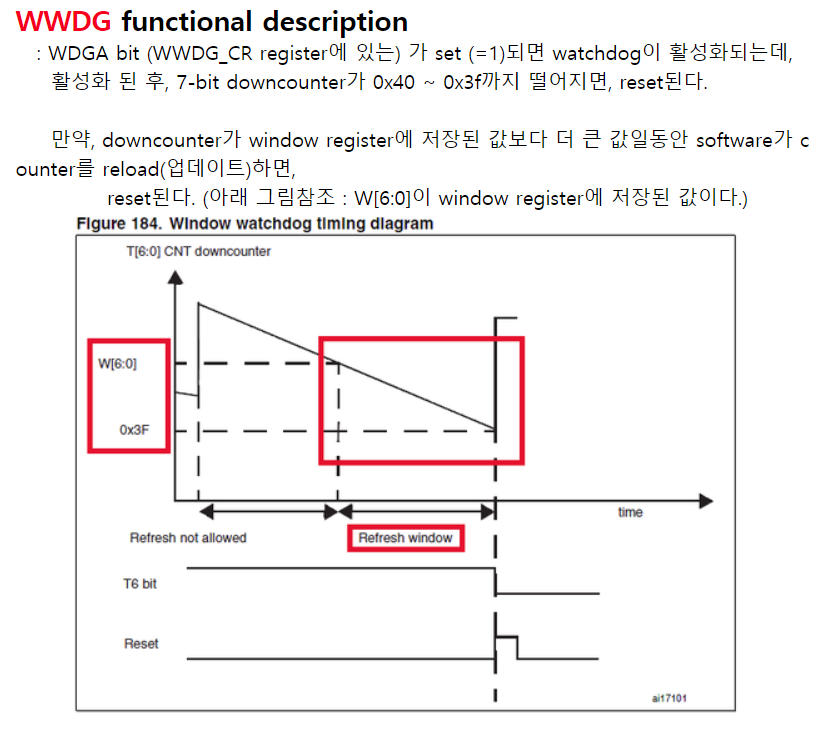 WWDG functional description
: WDGA bit (WWDG_CR register에 있는) 가 set (=1)되면 watchdog이 활성화되는데,
활성화 된 후, 7-bit downcounter가 0x40 ~ 0x3f까지 떨어지면, reset된다.
만약, downcounter가 window register에 저장된 값보다 더 큰 값일동안 software가 c
ounter를 reload(업데이트)하면,
reset된다. (아래 그림참조 : W[6:0]이 window register에 저장된 값이다.)
Figure 184. Window watchdog timing diagram
T[6:0] CNT downcounter
W[6:0]
0x3F
time
Refresh not allowed
Refresh window
T6 bit
Reset
ai17101